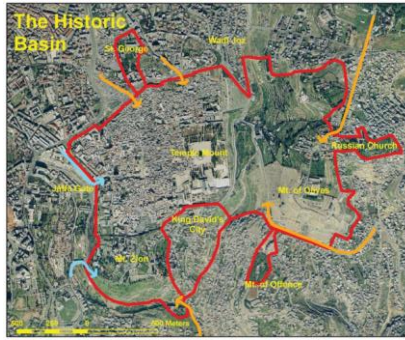 The Historic
Basin
St. George
Wadi Joz
Russian Church
Temple Mount
Jaffa Gate
Mt. of Olives
King David's
City
Mt. Zion
Mt. of Offence
600 Meters